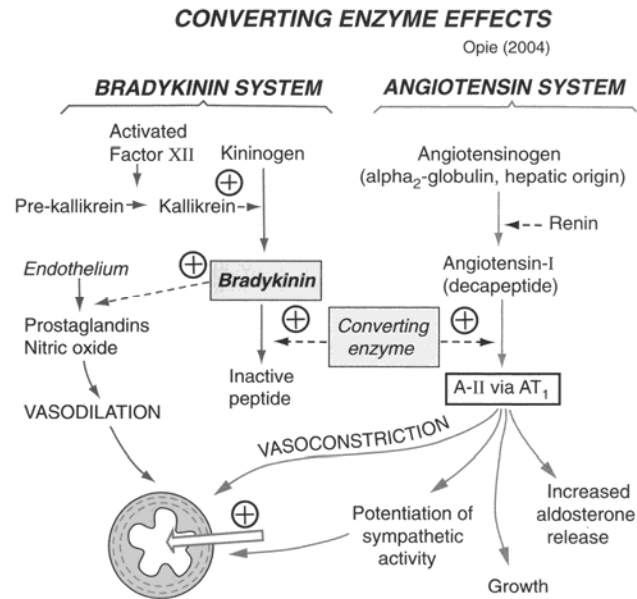 CONVERTING ENZYME EFFECTS
Opie (2004)
BRADYKININ SYSTEM
ANGIOTENSIN SYSTEM
Activated
Factor XII
Kininogen
Pre-kallikrein
Kallikrein
Angiotensinogen
(alpha2-globulin, hepatic origin)
Renin
Endothelium
Bradykinin
Angiotensin-I
(decapeptide)
Prostaglandins
Nitric oxide
Converting
enzyme
Inactive
peptide
A-II via AT1
VASODILATION
VASOCONSTRICTION
Potentiation of
sympathetic
activity
Increased
aldosterone
release
Growth